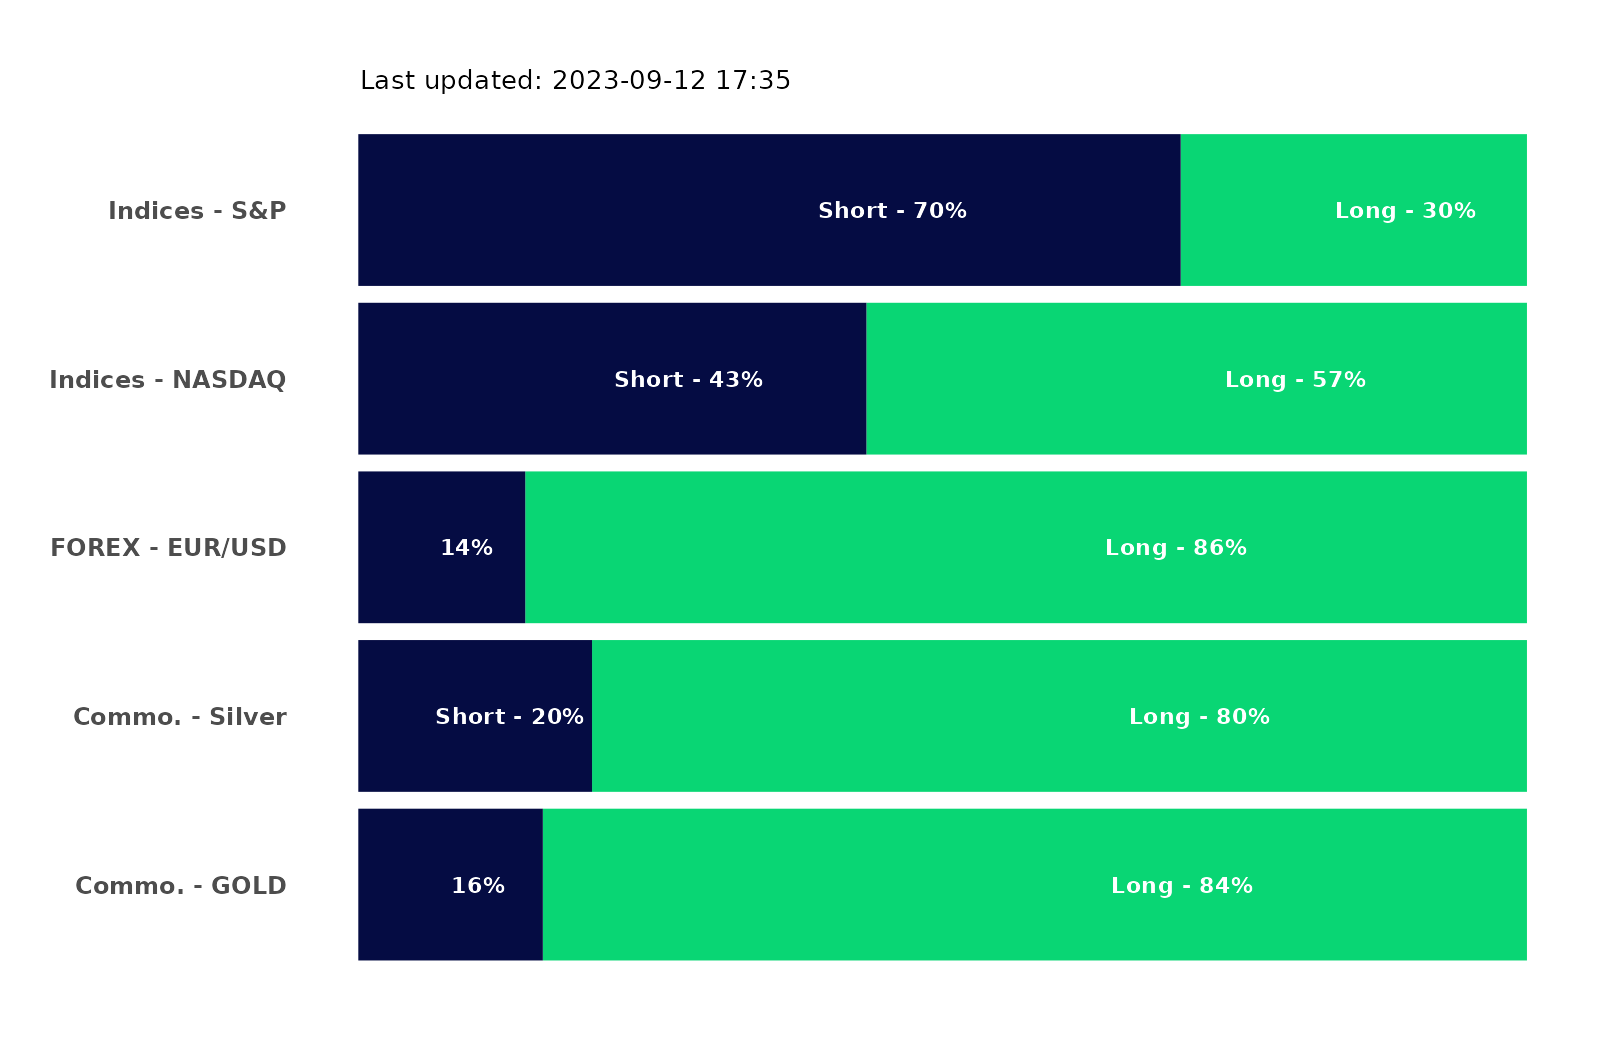 Last updated: 2023-09-12 17:35
Indices - S&P Short - 70% Long - 30%
Indices - NASDAQ Short - 43% Long - 57%
FOREX - EUR/USD 14% Long - 86%
Commo. - Silver Short - 20% Long - 80%
Commo. - GOLD 16% Long - 84%